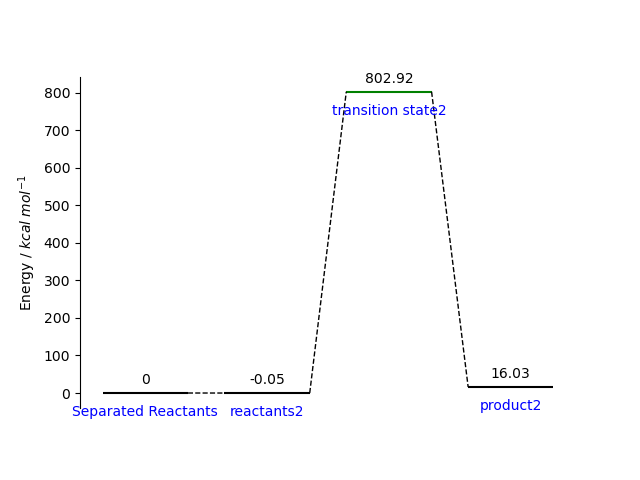 802.92
transition state2
800
700
600
500
400
300
200
100
0
Energy / kcal mol⁻¹
0
-0.05
16.03
Separated Reactants
reactants2
product2